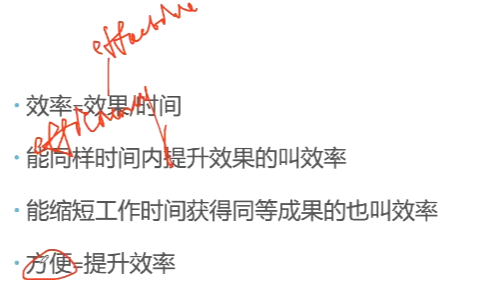 effective
• 效率=效果/时间
efficiency
• 能同样时间内提升效果的叫效率
• 能缩短工作时间获得同等成果的也叫效率
• 方便=提升效率